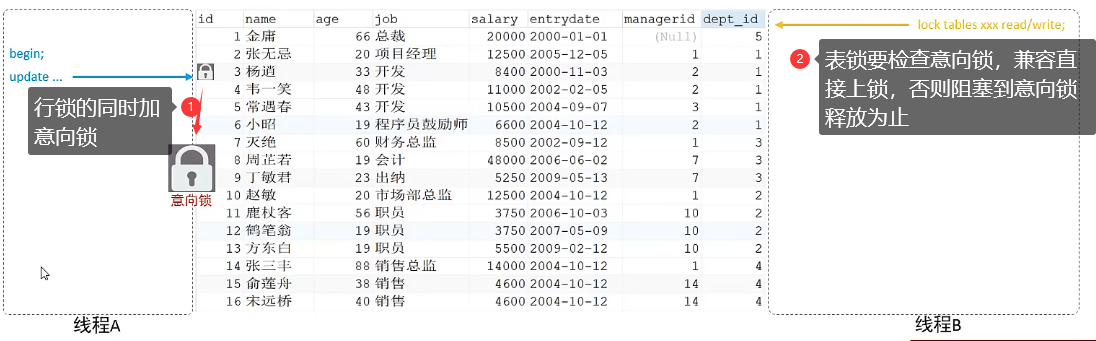 id name age job salary entrydate managerid dept_id
1 金庸 66 总裁 20000 2000-01-01 (Null) 5
2 张无忌 20 项目经理 12500 2005-12-05 1 1
3 杨逍 33 开发 8400 2000-11-03 2 1
4 韦一笑 48 开发 11000 2002-02-05 2 1
5 常遇春 43 开发 10500 2004-09-07 3 1
6 小昭 19 程序员鼓励师 6600 2004-10-12 2 1
7 灭绝 60 财务总监 8500 2002-09-12 1 3
8 周芷若 19 会计 48000 2006-06-02 7 3
9 丁敏君 23 出纳 5250 2009-05-13 7 3
10 赵敏 20 市场部总监 12500 2004-10-12 1 2
11 鹿杖客 56 职员 3750 2006-10-03 10 2
12 鹤笔翁 19 职员 3750 2007-05-09 10 2
13 方东白 19 职员 5500 2009-02-12 10 2
14 张三丰 88 销售总监 14000 2004-10-12 1 4
15 俞莲舟 38 销售 4600 2004-10-12 14 4
16 宋远桥 40 销售 4600 2004-10-12 14 4
begin;
update ...
1
行锁的同时加
意向锁
意向锁
线程A
lock tables xxx read/write;
2
表锁要检查意向锁，兼容直
接上锁，否则阻塞到意向锁
释放为止
线程B